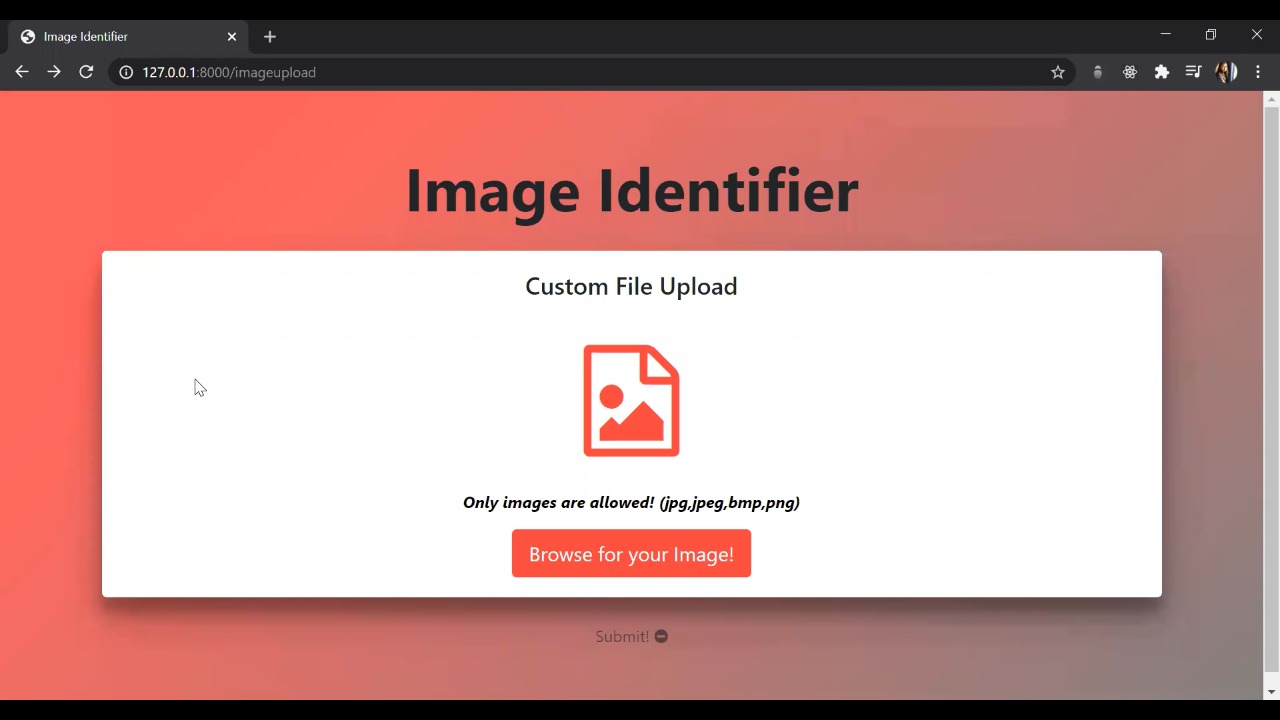 Image Identifier
127.0.0.1:8000/imageupload
Image Identifier
Custom File Upload
Only images are allowed! (jpg,jpeg,bmp,png)
Browse for your Image!
Submit!